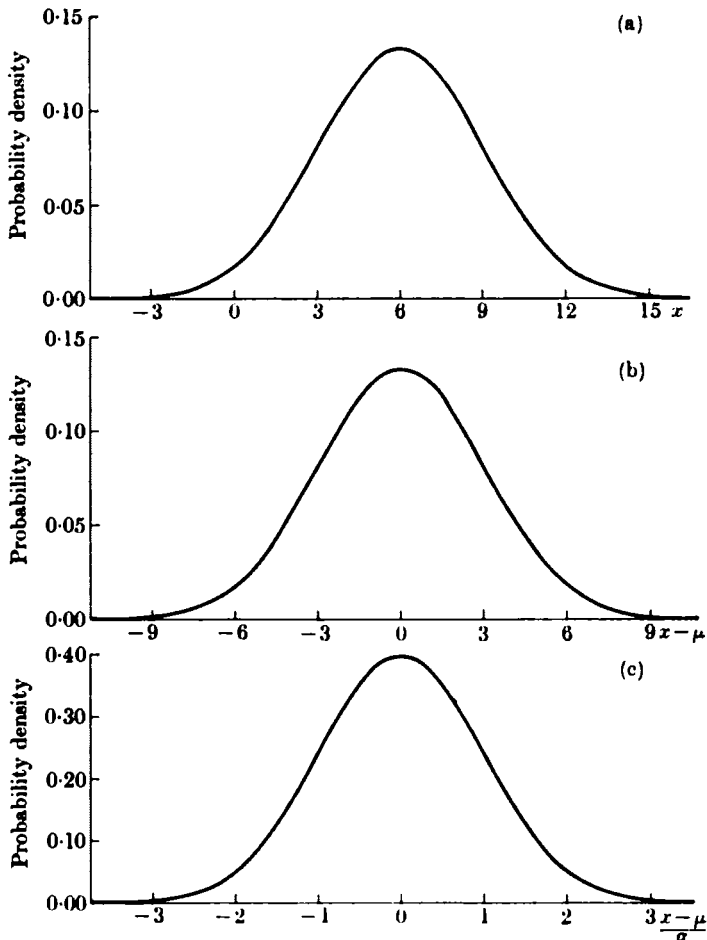 (a)
Probability density
0·15
0·10
0·05
0·00
−3 0 3 6 9 12 15 x
(b)
Probability density
0·15
0·10
0·05
0·00
−9 −6 −3 0 3 6 9 x−μ
(c)
Probability density
0·40
0·30
0·20
0·10
0·00
−3 −2 −1 0 1 2 3 x−μ
σ